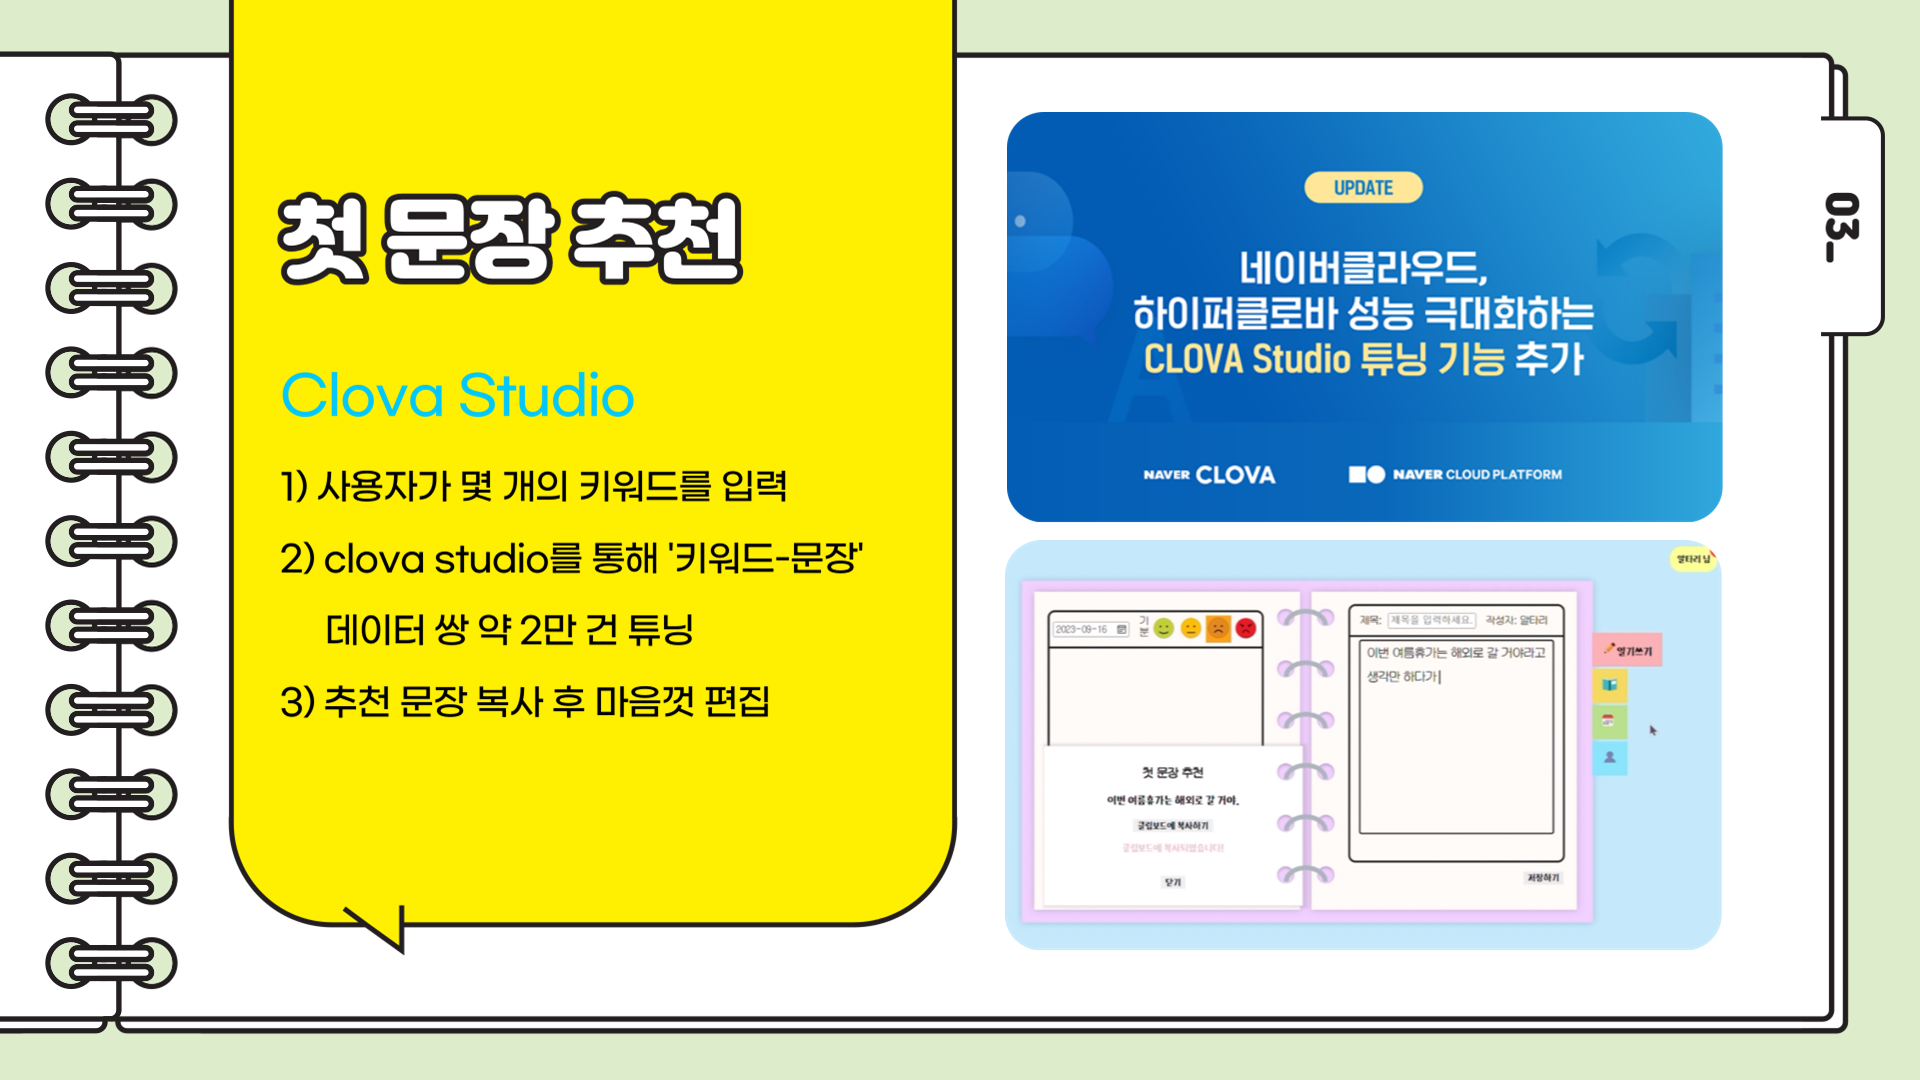 첫 문장 추천
Clova Studio
1) 사용자가 몇 개의 키워드를 입력
2) clova studio를 통해 '키워드-문장'
데이터 쌍 약 2만 건 튜닝
3) 추천 문장 복사 후 마음껏 편집
UPDATE
네이버클라우드,
하이퍼클로바 성능 극대화하는
CLOVA Studio 튜닝 기능 추가
NAVER CLOVA
NAVER CLOUD PLATFORM
03_
알타리 님
2023-09-16
기분
제목: 제목을 입력하세요. 작성자: 알타리
이번 여름휴가는 해외로 갈 거야라고
생각만 하다가
일기쓰기
첫 문장 추천
이번 여름휴가는 해외로 갈 거야.
클립보드에 복사하기
클립보드에 복사되었습니다!
닫기
저장하기